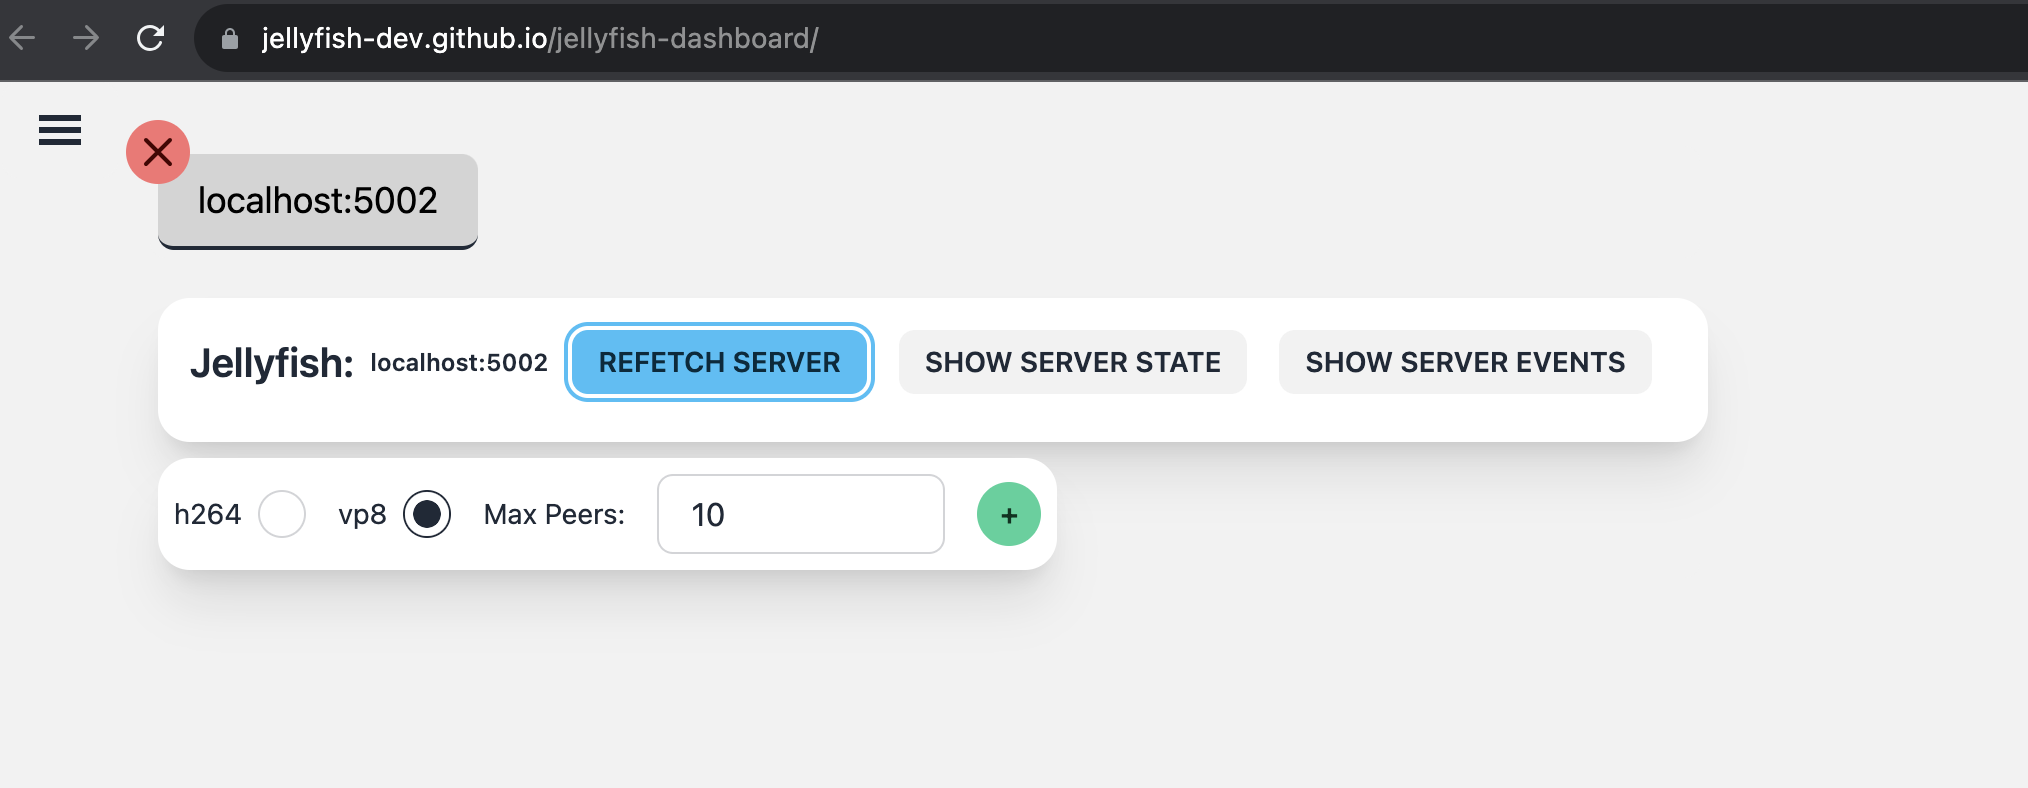 jellyfish-dev.github.io/jellyfish-dashboard/
localhost:5002
Jellyfish: localhost:5002 REFETCH SERVER SHOW SERVER STATE SHOW SERVER EVENTS
h264 vp8 Max Peers: 10 +